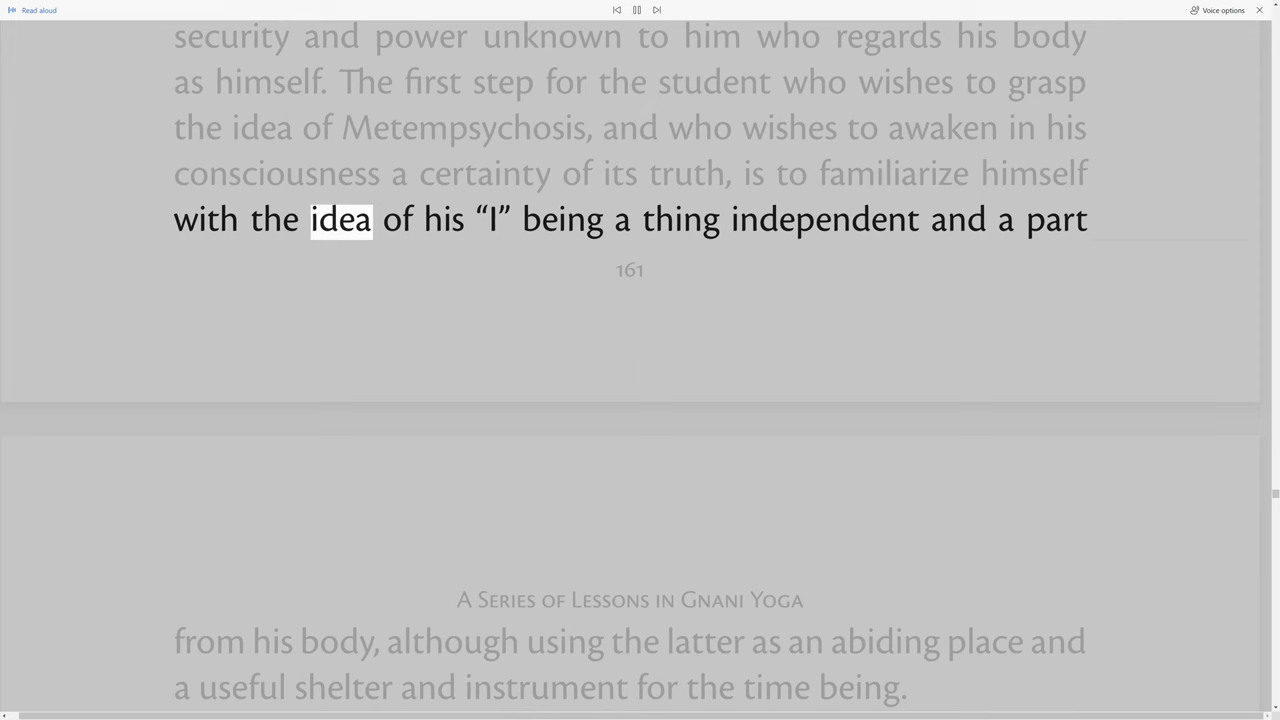 Read aloud
Voice options
security and power unknown to him who regards his body
as himself. The first step for the student who wishes to grasp
the idea of Metempsychosis, and who wishes to awaken in his
consciousness a certainty of its truth, is to familiarize himself
with the idea of his “I” being a thing independent and a part
161
A Series of Lessons in Gnani Yoga
from his body, although using the latter as an abiding place and
a useful shelter and instrument for the time being.